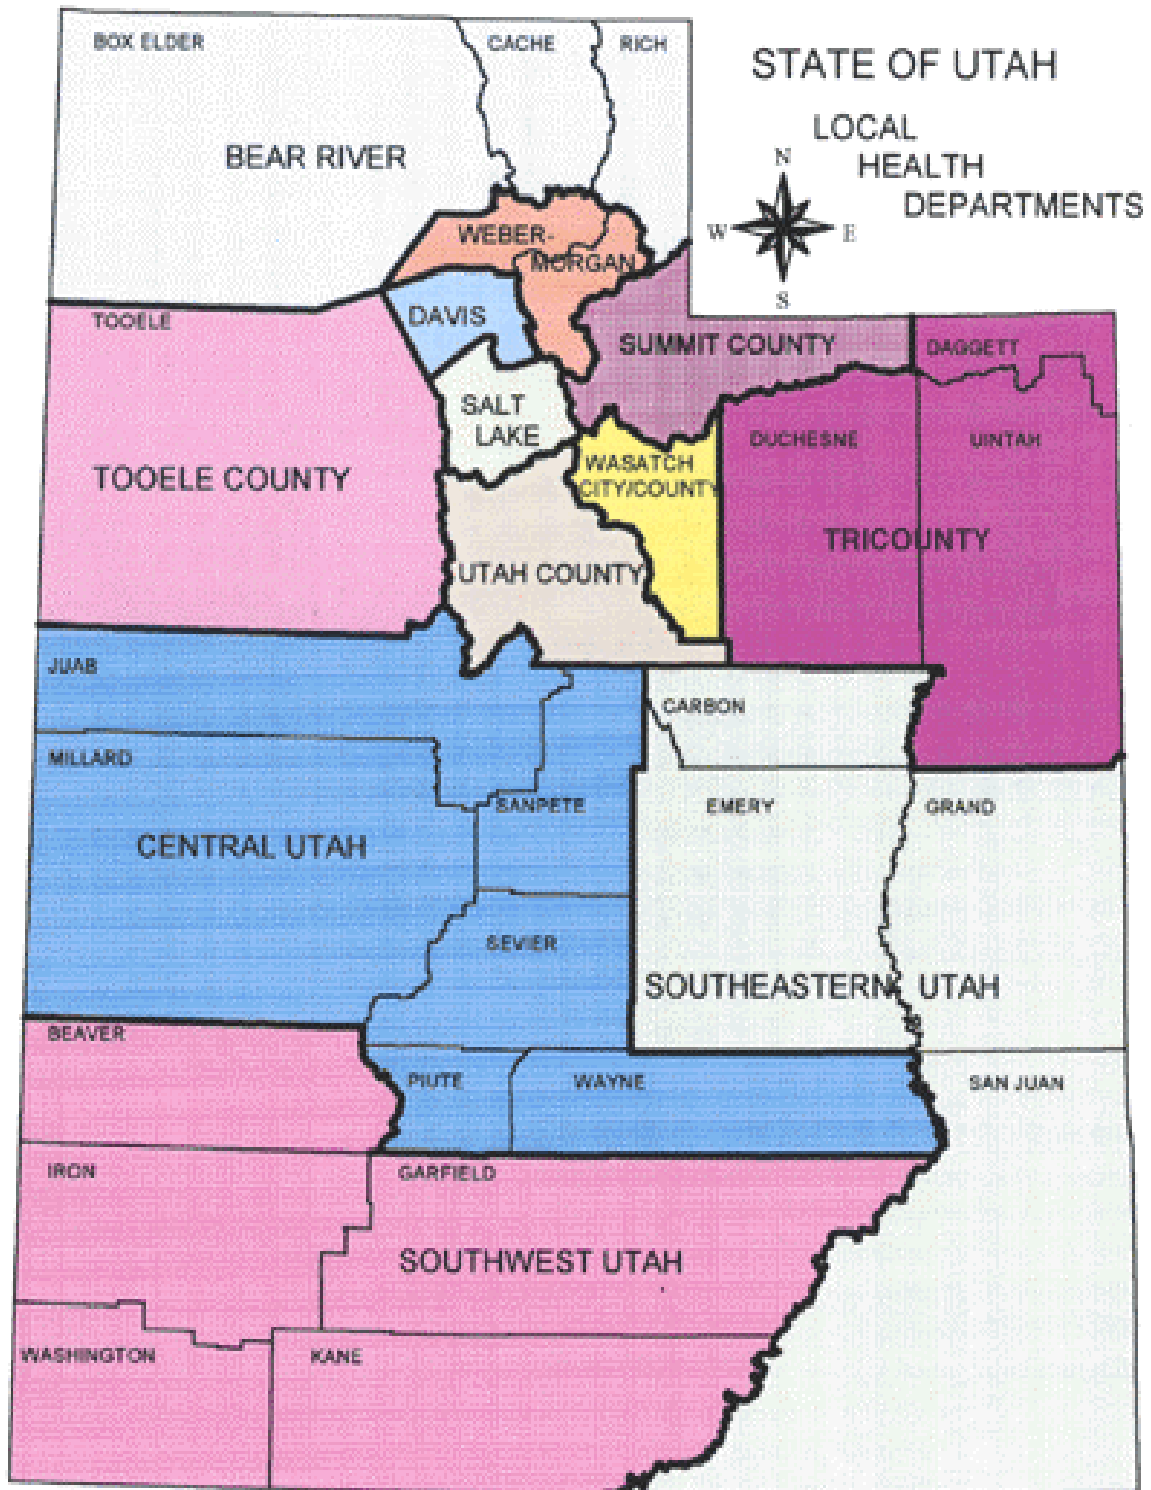 BOX ELDER
CACHE
RICH
STATE OF UTAH
LOCAL
HEALTH
DEPARTMENTS
N
W
E
S
BEAR RIVER
WEBER-
MORGAN
DAVIS
TOOELE
SUMMIT COUNTY
DAGGETT
SALT
LAKE
DUCHESNE
UINTAH
WASATCH
CITY/COUNTY
TOOELE COUNTY
TRICOUNTY
UTAH COUNTY
JUAB
CARBON
MILLARD
SANPETE
EMERY
GRAND
CENTRAL UTAH
SEVIER
SOUTHEASTERN UTAH
BEAVER
PIUTE
WAYNE
SAN JUAN
IRON
GARFIELD
SOUTHWEST UTAH
WASHINGTON
KANE